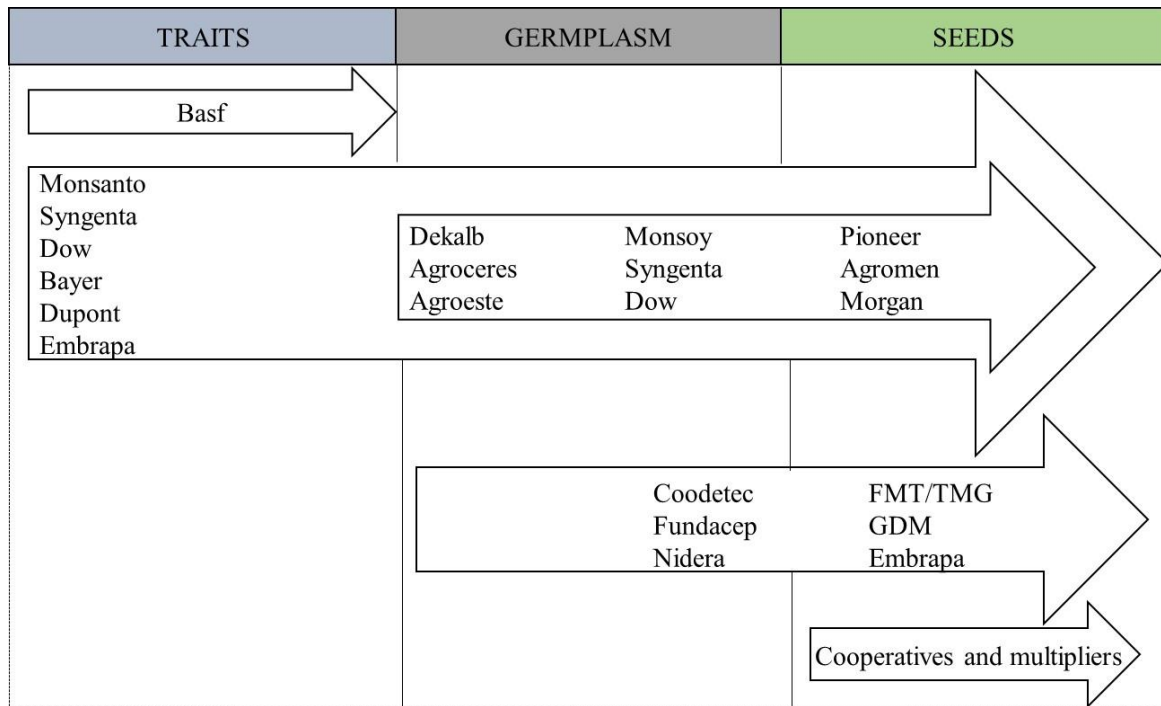 TRAITS GERMPLASM SEEDS
Basf
Monsanto
Syngenta
Dow
Bayer
Dupont
Embrapa
Dekalb Monsoy Pioneer
Agroceres Syngenta Agromen
Agroeste Dow Morgan
Coodetec FMT/TMG
Fundacep GDM
Nidera Embrapa
Cooperatives and multipliers